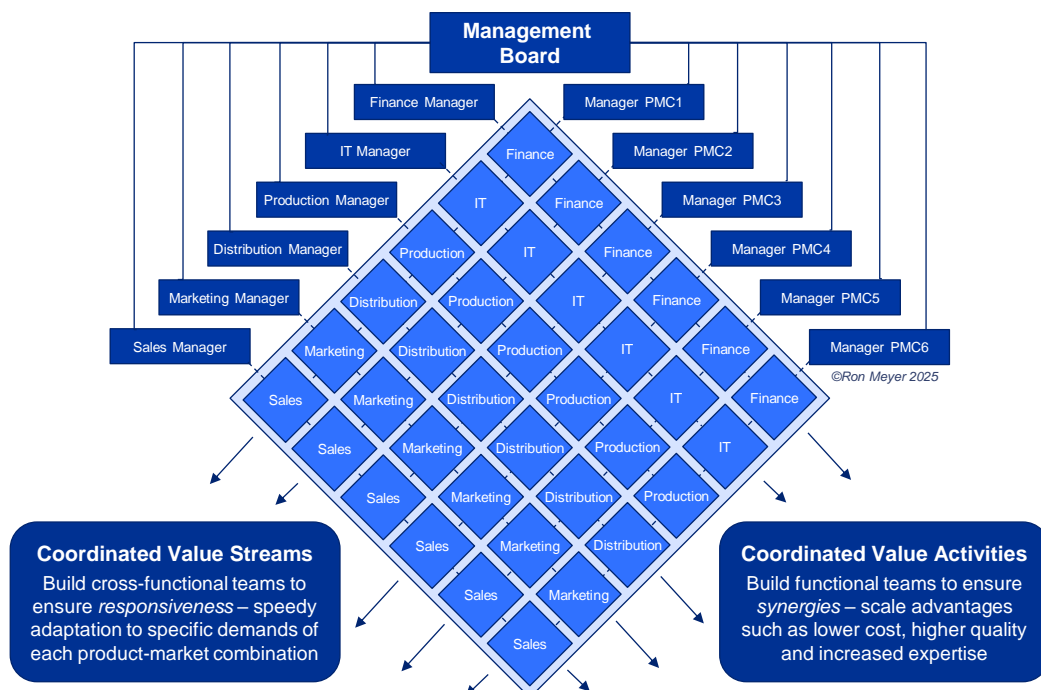 Management
Board
Finance Manager
Manager PMC1
IT Manager
Manager PMC2
Production Manager
Manager PMC3
Distribution Manager
Manager PMC4
Marketing Manager
Manager PMC5
Sales Manager
Manager PMC6
©Ron Meyer 2025
Finance
IT
Finance
Production
IT
Finance
Distribution
Production
IT
Finance
Marketing
Distribution
Production
IT
Finance
Sales
Marketing
Distribution
Production
IT
Finance
Sales
Marketing
Distribution
Production
IT
Sales
Marketing
Distribution
Production
Sales
Marketing
Distribution
Sales
Marketing
Sales
Coordinated Value Streams
Build cross-functional teams to
ensure responsiveness – speedy
adaptation to specific demands of
each product-market combination
Coordinated Value Activities
Build functional teams to ensure
synergies – scale advantages
such as lower cost, higher quality
and increased expertise